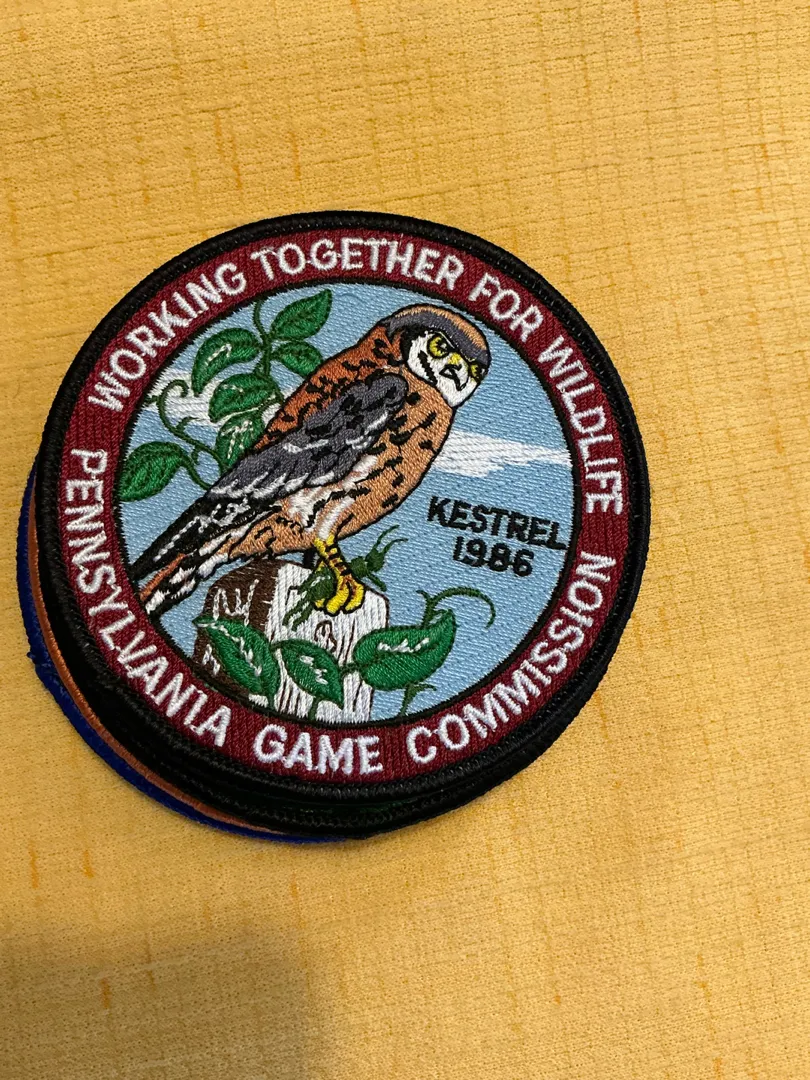 WORKING TOGETHER FOR WILDLIFE
KESTREL
1986
PENNSYLVANIA GAME COMMISSION